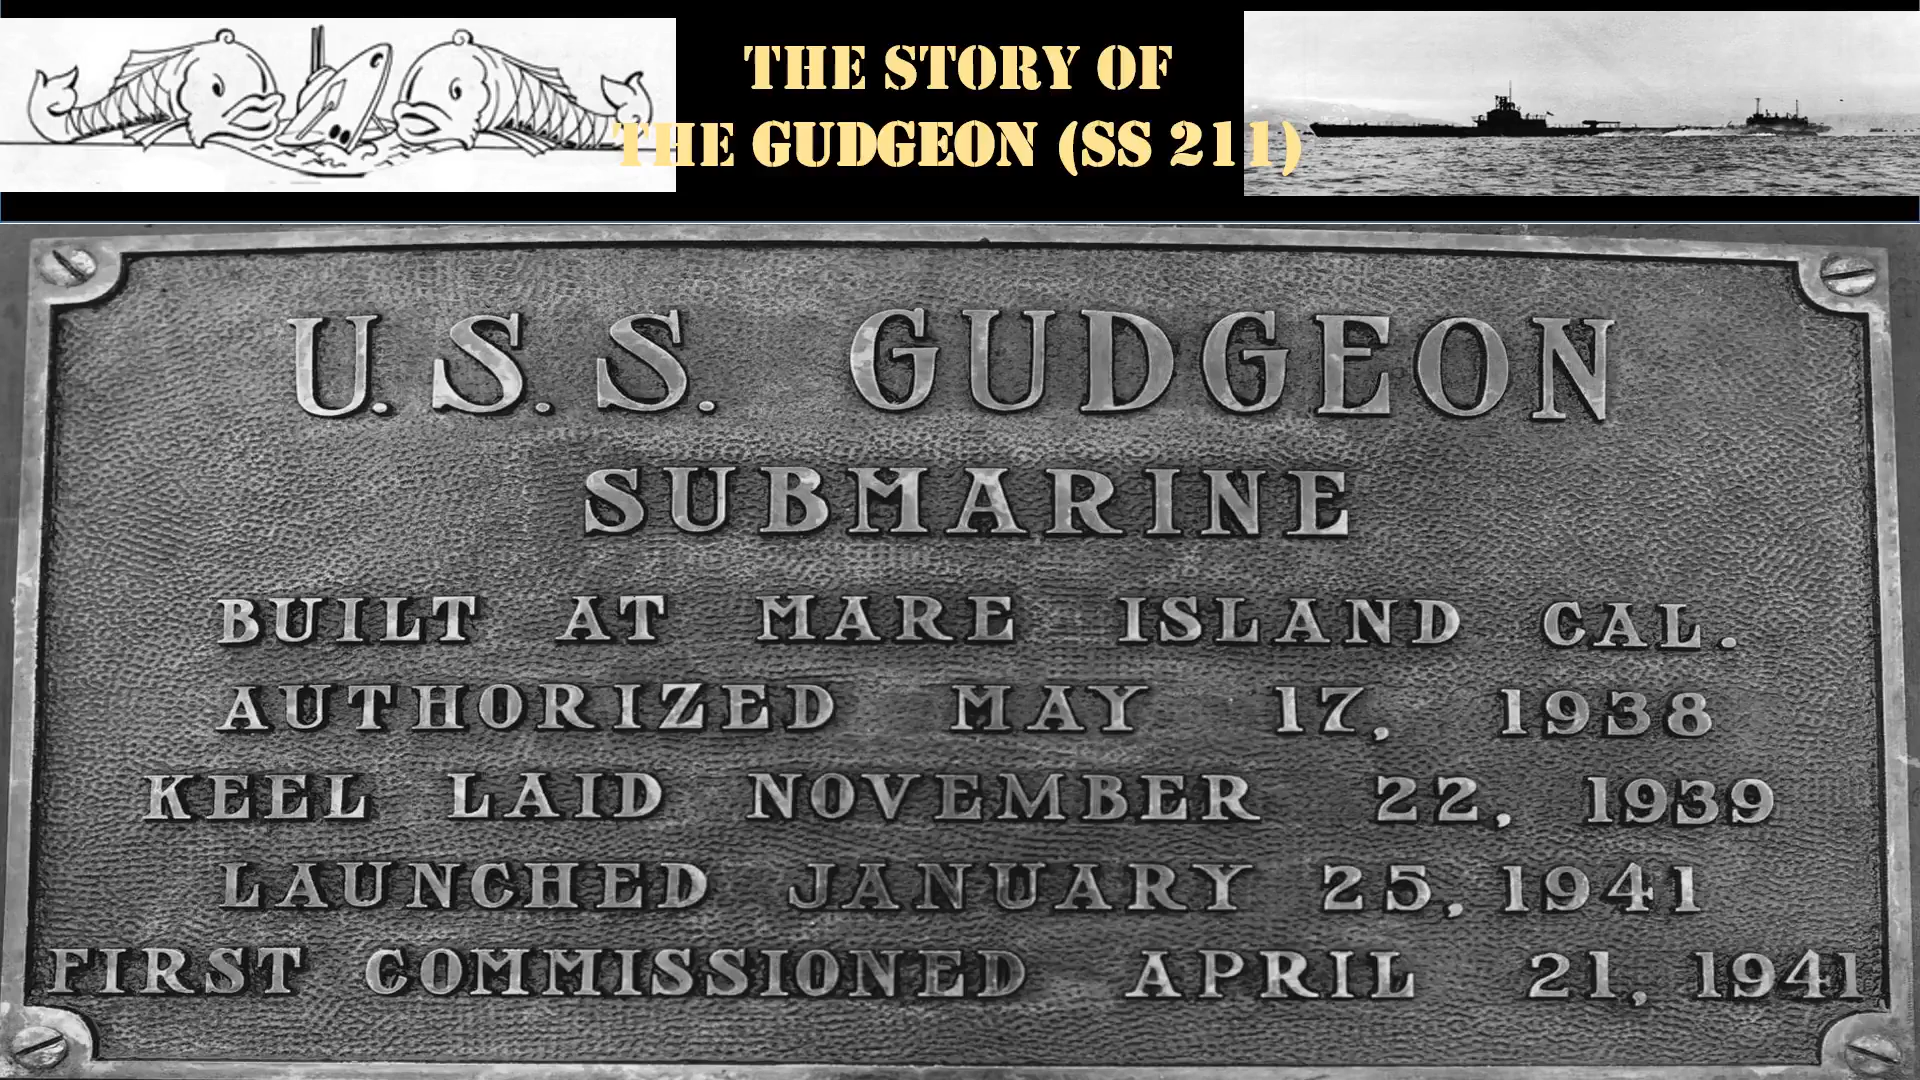 THE STORY OF
THE GUDGEON (SS 211)
U.S.S. GUDGEON
SUBMARINE
BUILT AT MARE ISLAND CAL.
AUTHORIZED MAY 17, 1938
KEEL LAID NOVEMBER 22, 1939
LAUNCHED JANUARY 25, 1941
FIRST COMMISSIONED APRIL 21, 1941